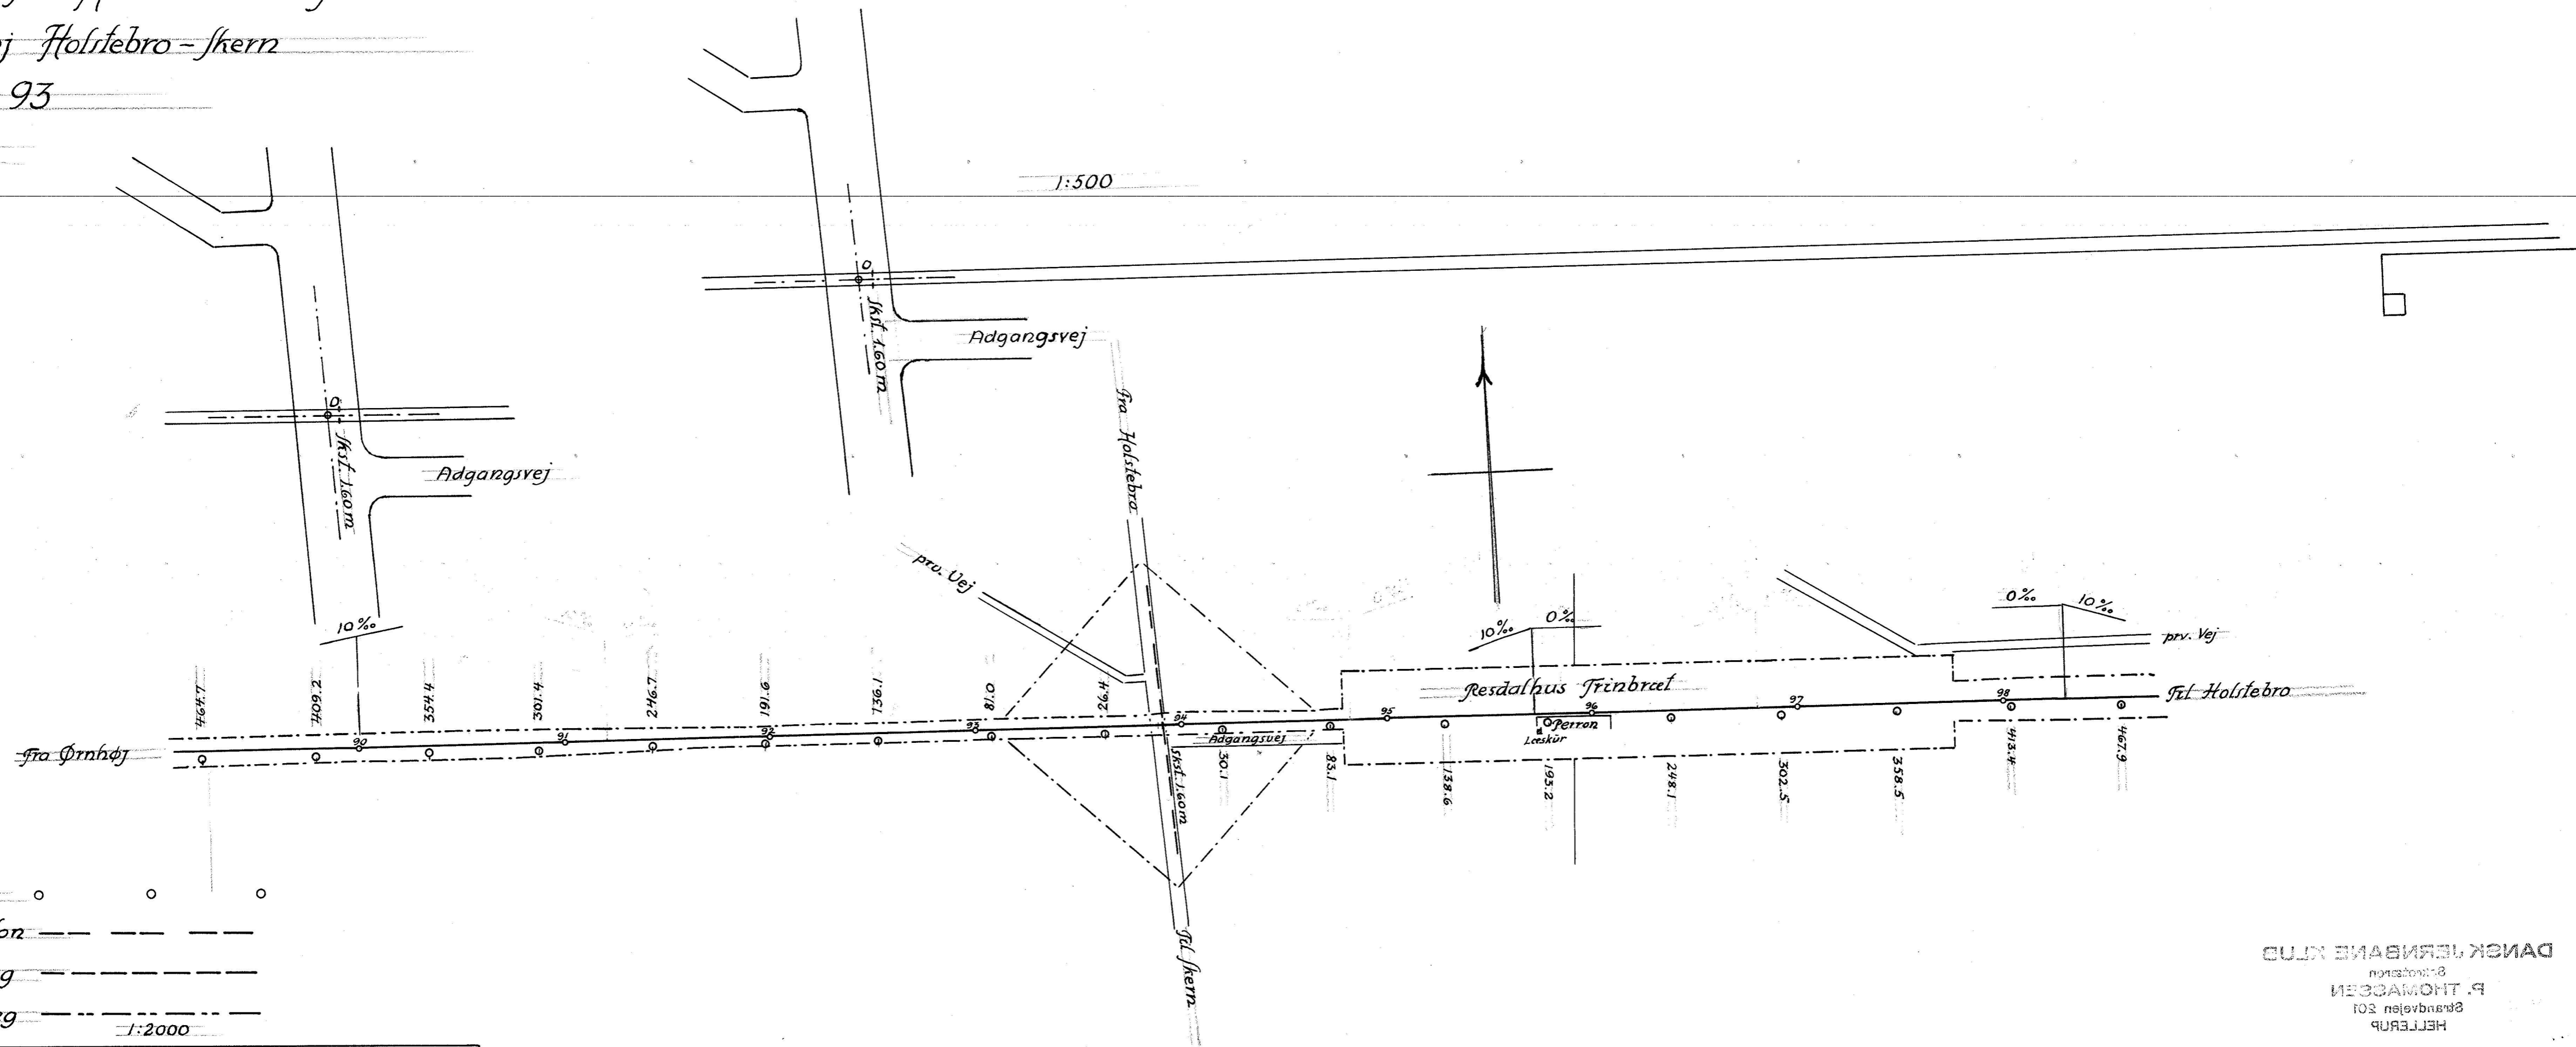 Holstebro - Skern
93
1:500
0
Skst. 1.60 m
Adgangsvej
0
Skst. 1.60 m
Adgangsvej
Fra Holstebro
prv. Vej
10‰
10‰ 0‰
0‰ 10‰
prv. Vej
464.7 409.2 354.4 301.4 246.7 191.6 136.1 81.0 26.4
Resdalhus Trinbræt
Til Holstebro
Fra Ørnhøj
90 91 92 93 94 95 96 97 98
Perron
Læskur
Adgangsvej
30.1 83.1 138.6 193.2 248.1 302.5 358.5 413.4 467.9
Skst. 1.60 m
Til Skern
1:2000
DANSK JERNBANE KLUB
P. THOMASSEN
Strandvejen 201
HELLERUP